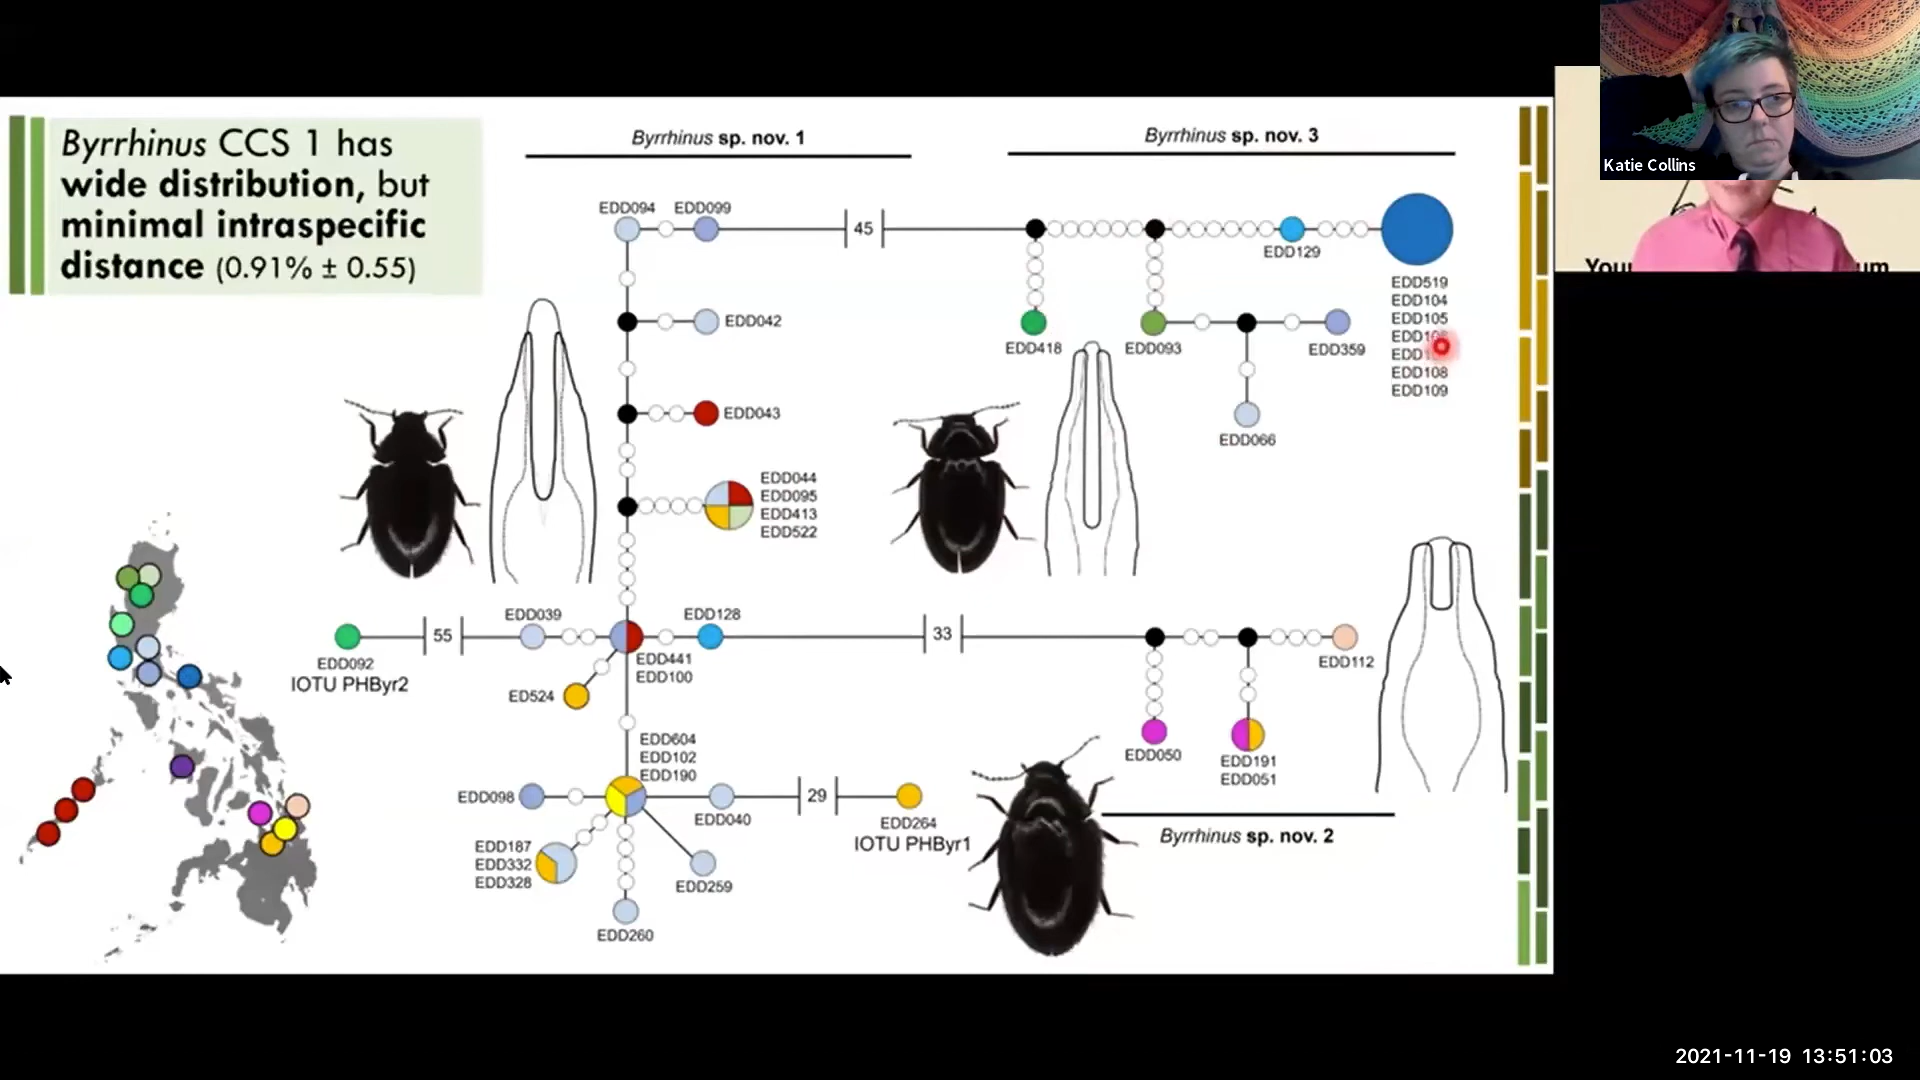 Byrrhinus CCS 1 has
wide distribution, but
minimal intraspecific
distance (0.91% ± 0.55)
Byrrhinus sp. nov. 1
Byrrhinus sp. nov. 3
Katie Collins
EDD094
EDD099
45
EDD129
EDD519
EDD104
EDD105
EDD108
EDD109
EDD042
EDD418
EDD093
EDD359
EDD043
EDD066
EDD044
EDD095
EDD413
EDD522
EDD092
IOTU PHByr2
55
EDD039
EDD128
EDD441
EDD100
ED524
33
EDD112
EDD050
EDD191
EDD051
EDD604
EDD102
EDD190
EDD098
EDD040
29
EDD264
IOTU PHByr1
EDD187
EDD332
EDD328
EDD259
EDD260
Byrrhinus sp. nov. 2
2021-11-19 13:51:03